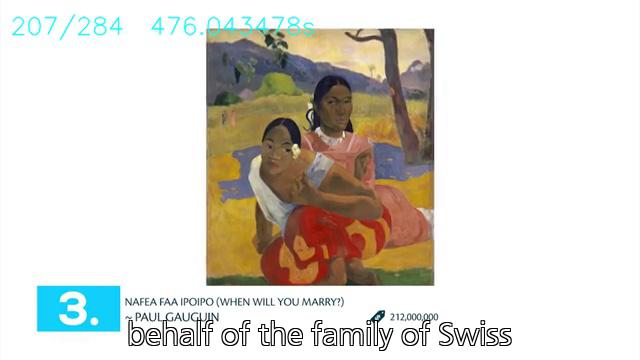 207/284 476.043478s
3.
NAFEA FAA IPOIPO (WHEN WILL YOU MARRY?)
~ PAUL GAUGUIN
212,000,000
behalf of the family of Swiss